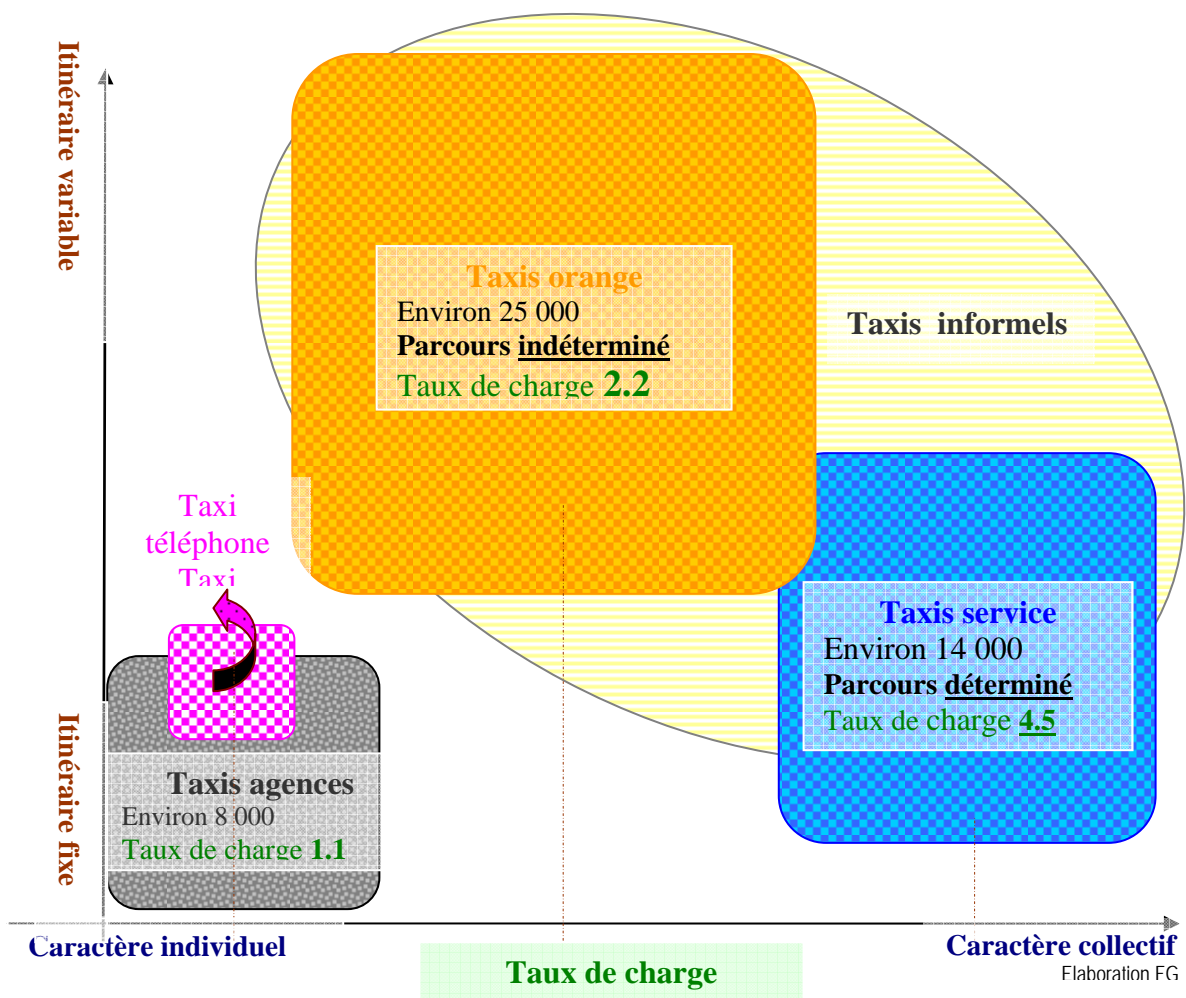 Itinéraire variable
Taxis orange
Environ 25 000
Parcours indéterminé
Taux de charge 2.2
Taxis informels
Taxi
téléphone
Taxi
Taxis service
Environ 14 000
Parcours déterminé
Taux de charge 4.5
Itinéraire fixe
Taxis agences
Environ 8 000
Taux de charge 1.1
Caractère individuel
Caractère collectif
Taux de charge
Elaboration FG